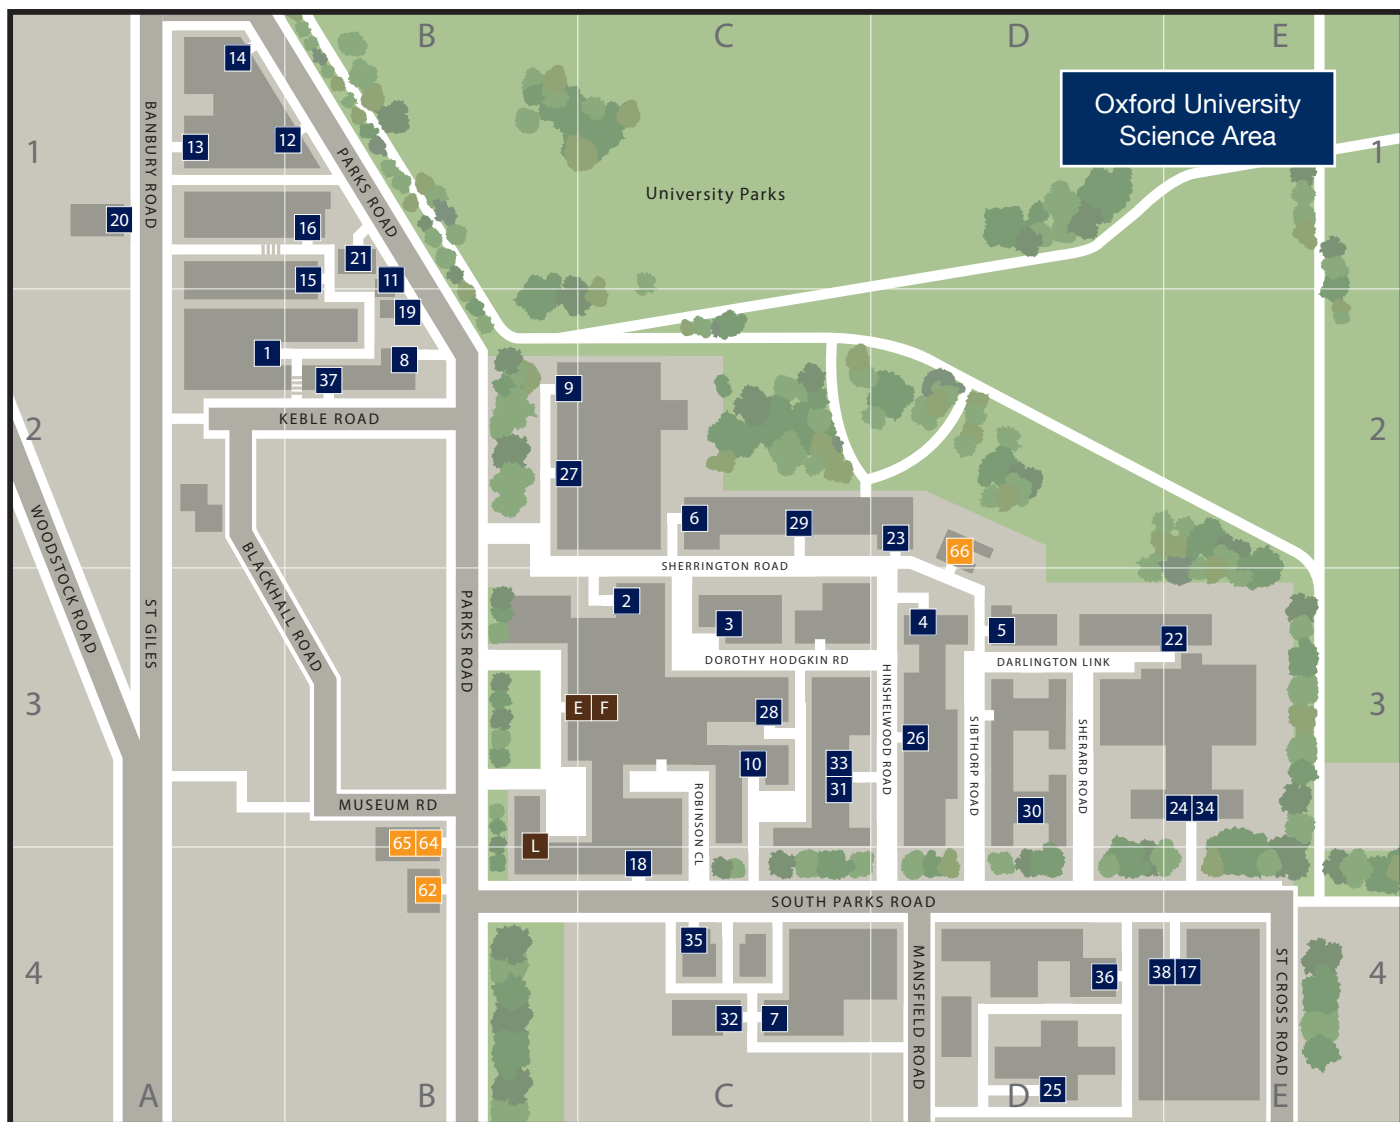 B
C
D
E
Oxford University
Science Area
14
BANBURY ROAD
13
12
1
PARKS ROAD
1
University Parks
20
16
21
15
11
19
1
8
37
9
KEBLE ROAD
2
2
27
WOODSTOCK ROAD
6
29
23
66
BLACKHALL ROAD
SHERRINGTON ROAD
ST GILES
PARKS ROAD
2
3
4
5
22
DOROTHY HODGKIN RD
DARLINGTON LINK
HINSHELWOOD ROAD
3
E
F
28
26
SIBTHORP ROAD
SHERARD ROAD
3
10
33
31
ROBINSON CL
MUSEUM RD
30
24
34
65
64
L
18
62
SOUTH PARKS ROAD
35
MANSFIELD ROAD
36
38
17
ST CROSS ROAD
4
4
32
7
25
A
B
C
D
E